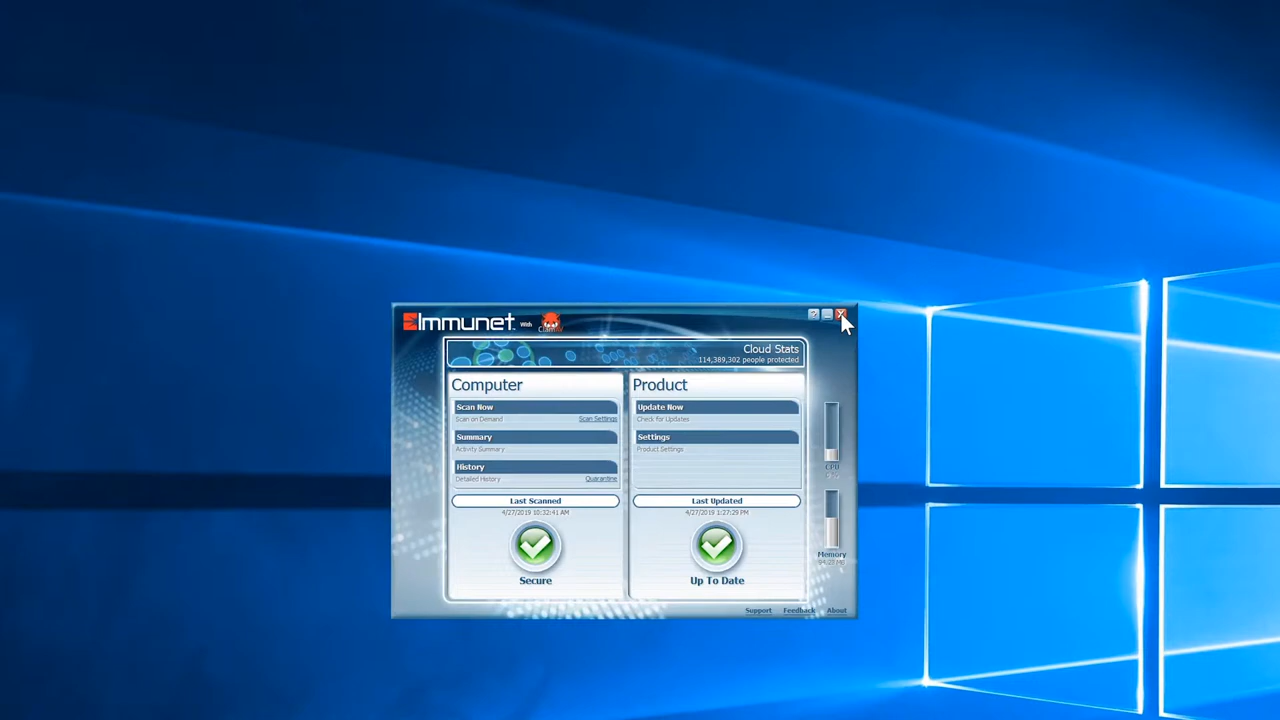 Immunet With ClamAV
Cloud Stats
114,389,302 people protected
Computer
Scan Now
Scan on Demand Scan Settings
Summary
Activity Summary
History
Detailed History Quarantine
Last Scanned
4/27/2019 10:32:41 AM
Secure
Product
Update Now
Check for Updates
Settings
Product Settings
Last Updated
4/27/2019 1:27:29 PM
Up To Date
CPU
Memory
Support Feedback About